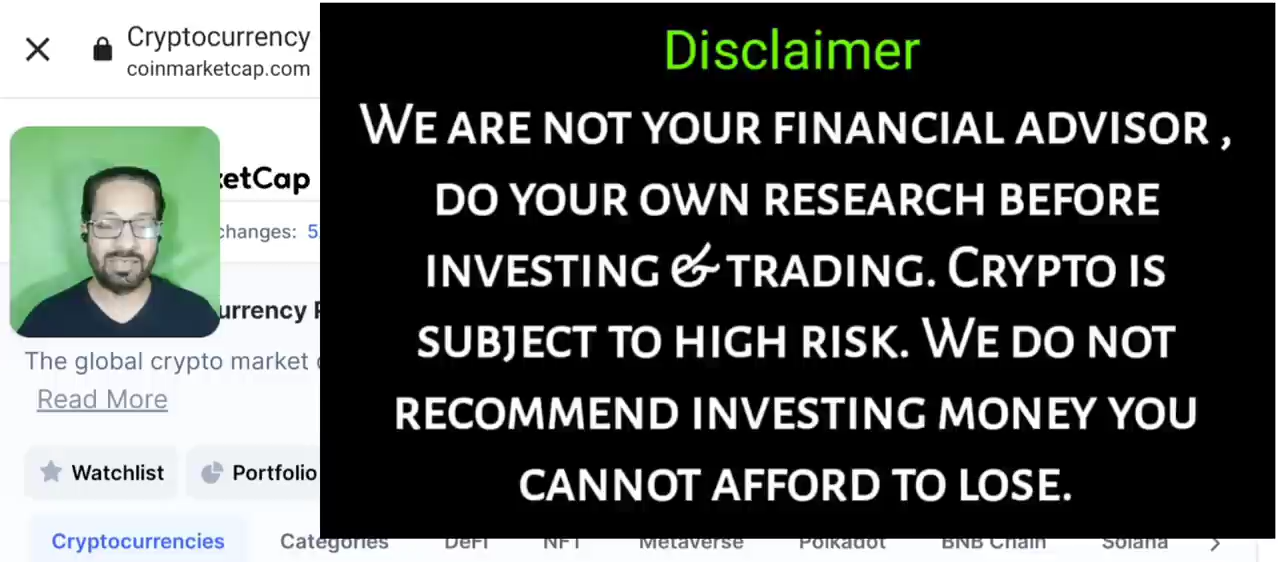 Cryptocurrency
coinmarketcap.com
Disclaimer
WE ARE NOT YOUR FINANCIAL ADVISOR ,
DO YOUR OWN RESEARCH BEFORE
INVESTING & TRADING. CRYPTO IS
SUBJECT TO HIGH RISK. WE DO NOT
RECOMMEND INVESTING MONEY YOU
CANNOT AFFORD TO LOSE.
ketCap
changes: 5
urrency
The global crypto market
Read More
Watchlist Portfolio
Cryptocurrencies Categories DeFi NFT Metaverse Polkadot BNB Chain Solana